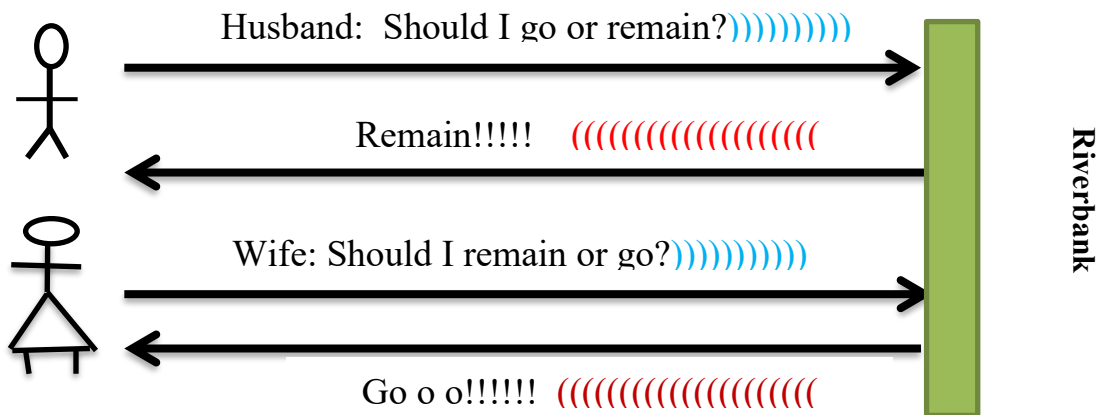 Husband:  Should I go or remain?))))))))))
Remain!!!!!   (((((((((((((((((((
Wife: Should I remain or go?)))))))))))
Go o o!!!!!!  ((((((((((((((((((((
Riverbank